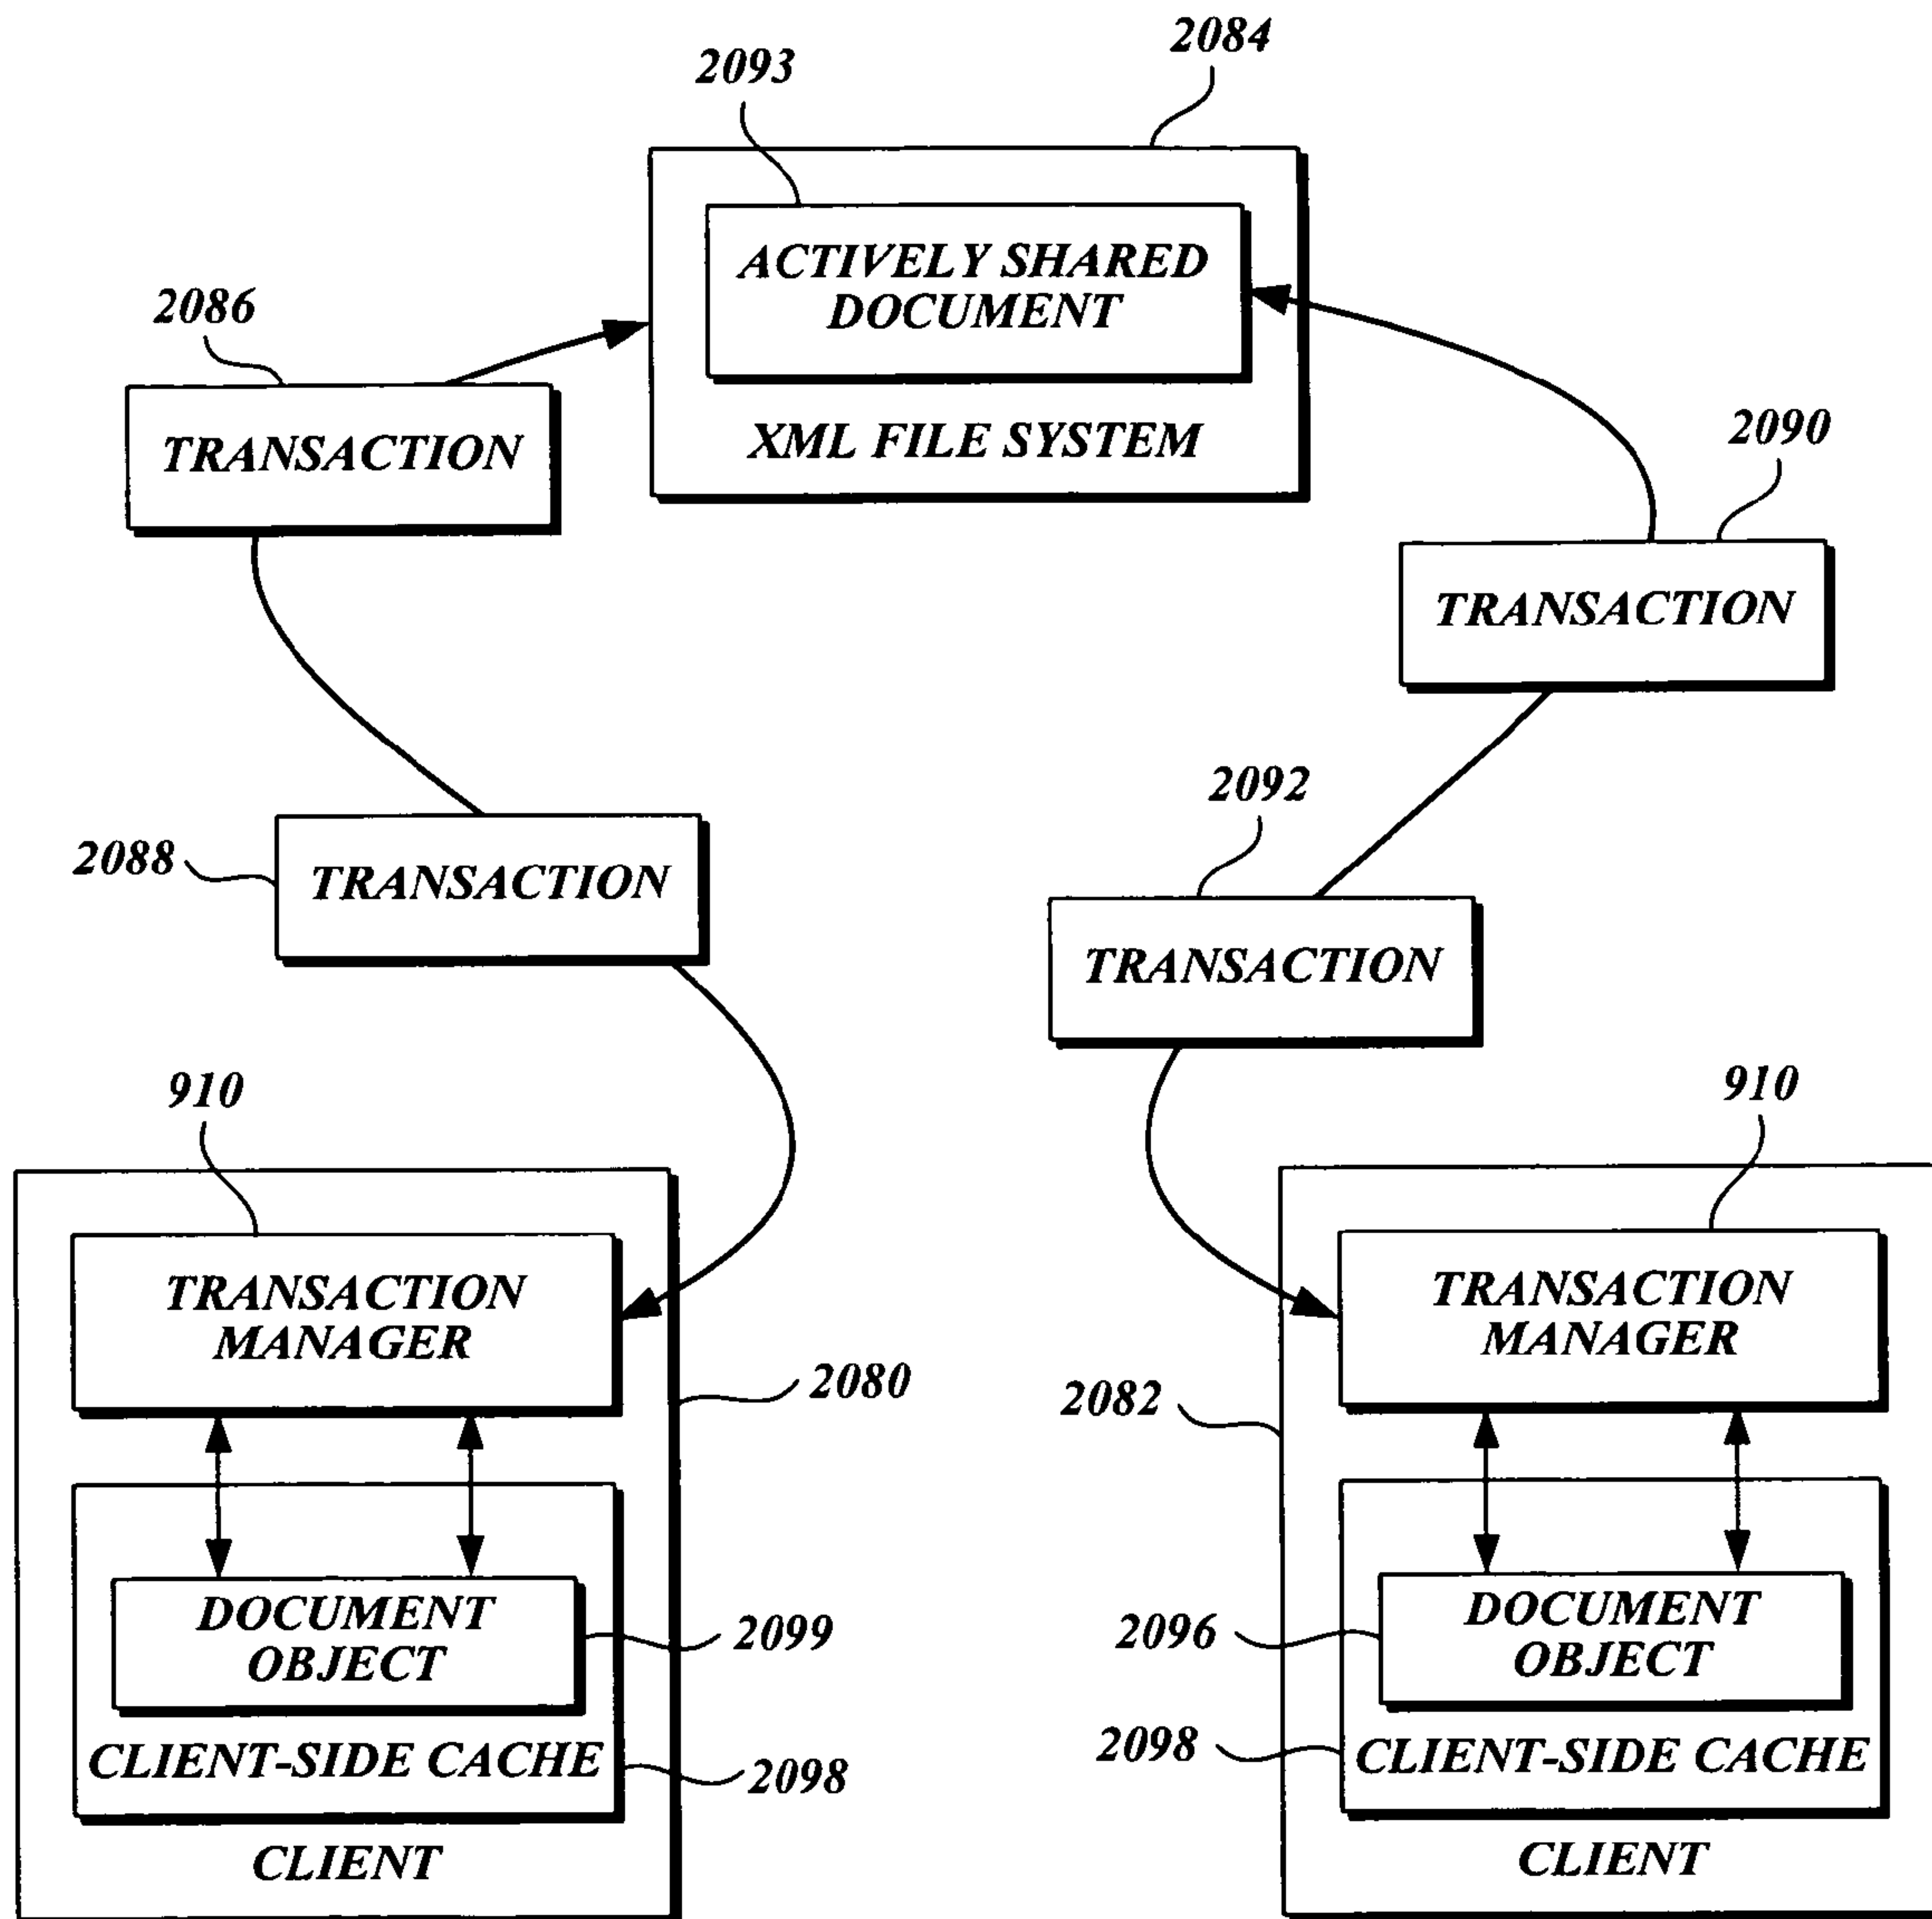 2084
2093
ACTIVELY SHARED
DOCUMENT
2086
XML FILE SYSTEM
TRANSACTION
2090
TRANSACTION
2092
2088
TRANSACTION
TRANSACTION
910
910
TRANSACTION
MANAGER
TRANSACTION
MANAGER
2080
2082
DOCUMENT
OBJECT
2099
2096
DOCUMENT
OBJECT
CLIENT-SIDE CACHE
2098
2098
CLIENT-SIDE CACHE
CLIENT
CLIENT